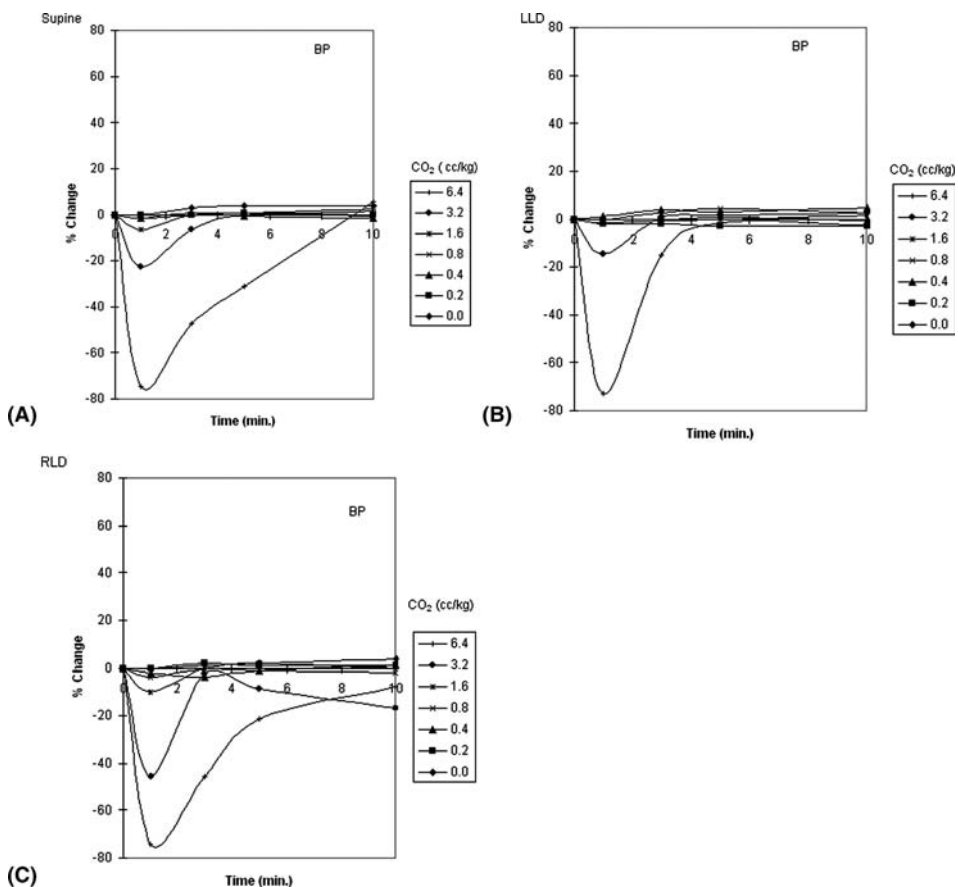 Supine
BP
80
60
40
20
0
-20
-40
-60
-80
% Change
0 2 4 6 8 10
Time (min.)
CO₂ ( cc/kg)
6.4
3.2
1.6
0.8
0.4
0.2
0.0
(A)
LLD
BP
80
60
40
20
0
-20
-40
-60
-80
% Change
0 2 4 6 8 10
Time (min.)
CO₂ (cc/kg)
6.4
3.2
1.6
0.8
0.4
0.2
0.0
(B)
RLD
BP
80
60
40
20
0
-20
-40
-60
-80
% Change
0 2 4 6 8 10
Time (min.)
CO₂ (cc/kg)
6.4
3.2
1.6
0.8
0.4
0.2
0.0
(C)